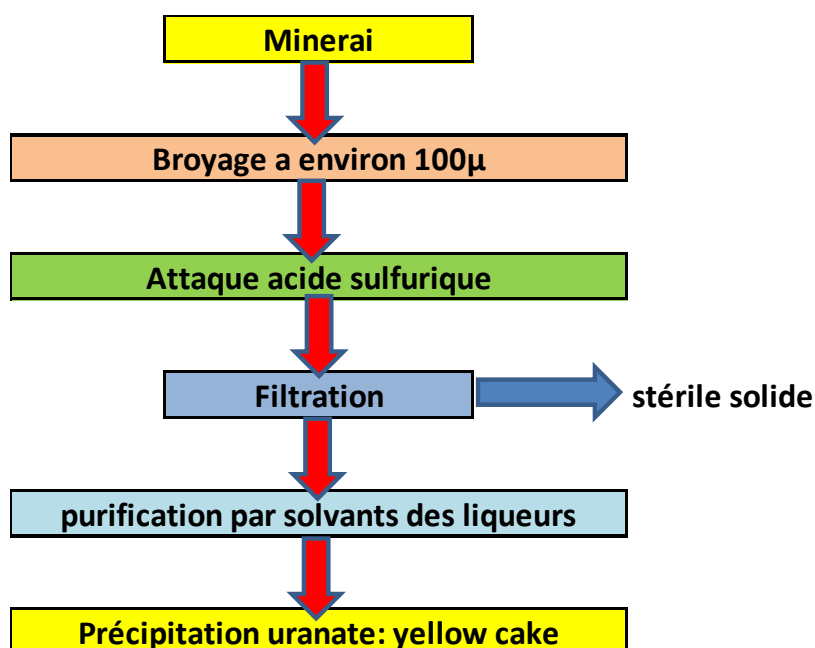 Minerai
Broyage a environ 100µ
Attaque acide sulfurique
Filtration
stérile solide
purification par solvants des liqueurs
Précipitation uranate: yellow cake